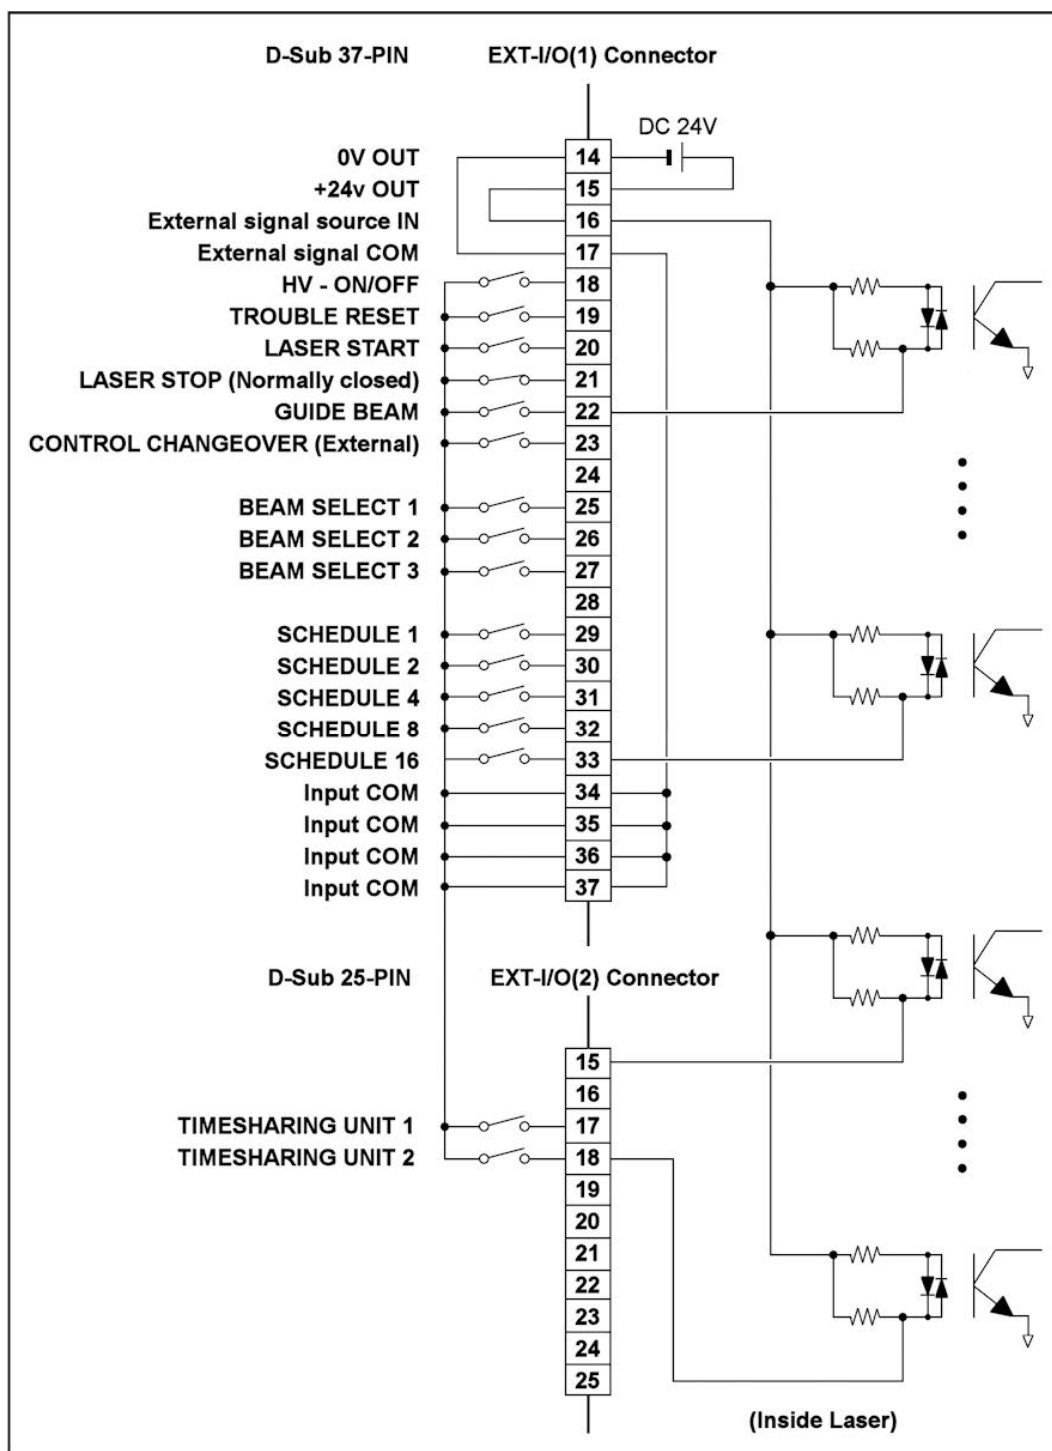 D-Sub 37-PIN EXT-I/O(1) Connector
DC 24V
0V OUT 14
+24v OUT 15
External signal source IN 16
External signal COM 17
HV - ON/OFF 18
TROUBLE RESET 19
LASER START 20
LASER STOP (Normally closed) 21
GUIDE BEAM 22
CONTROL CHANGEOVER (External) 23
24
BEAM SELECT 1 25
BEAM SELECT 2 26
BEAM SELECT 3 27
28
SCHEDULE 1 29
SCHEDULE 2 30
SCHEDULE 4 31
SCHEDULE 8 32
SCHEDULE 16 33
Input COM 34
Input COM 35
Input COM 36
Input COM 37
D-Sub 25-PIN EXT-I/O(2) Connector
15
16
TIMESHARING UNIT 1 17
TIMESHARING UNIT 2 18
19
20
21
22
23
24
25
(Inside Laser)